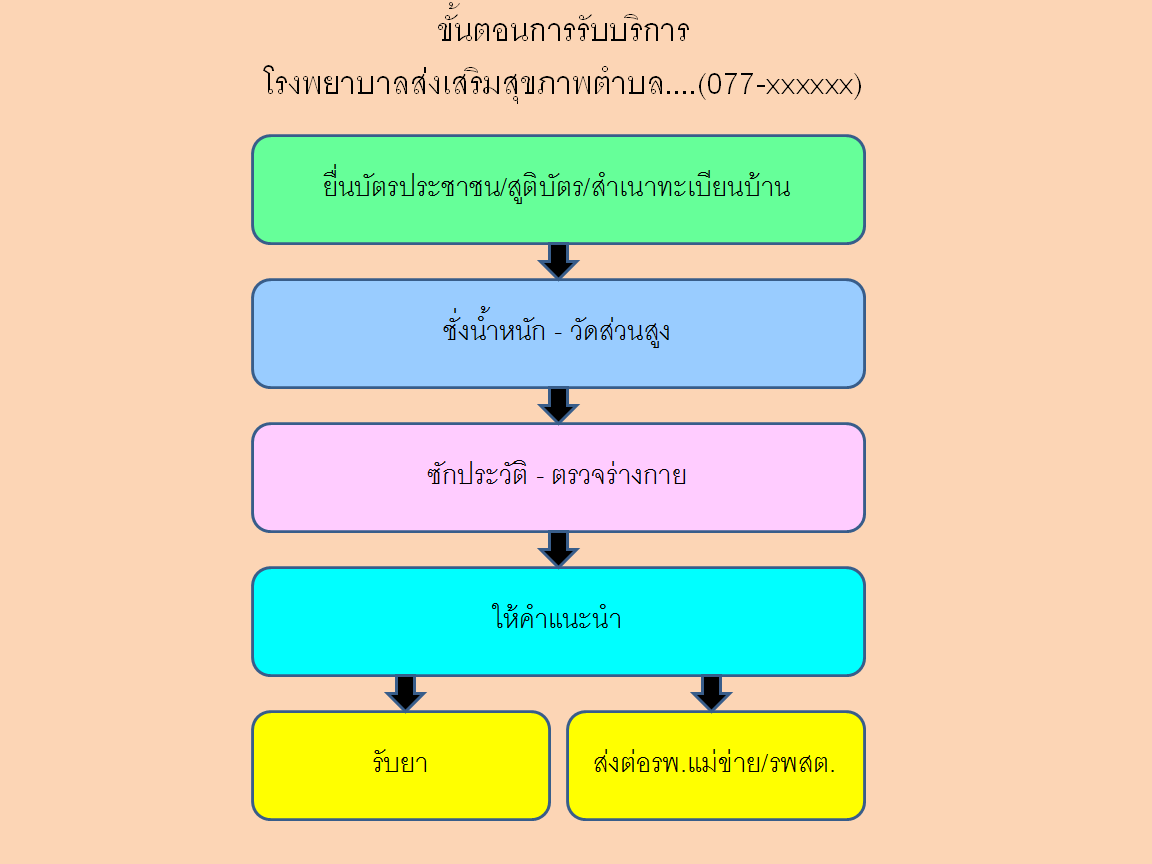 ขั้นตอนการรับบริการ
โรงพยาบาลส่งเสริมสุขภาพตำบล....(077-xxxxxx)
ยื่นบัตรประชาชน/สูติบัตร/สำเนาทะเบียนบ้าน
ชั่งน้ำหนัก - วัดส่วนสูง
ซักประวัติ - ตรวจร่างกาย
ให้คำแนะนำ
รับยา
ส่งต่อรพ.แม่ข่าย/รพสต.